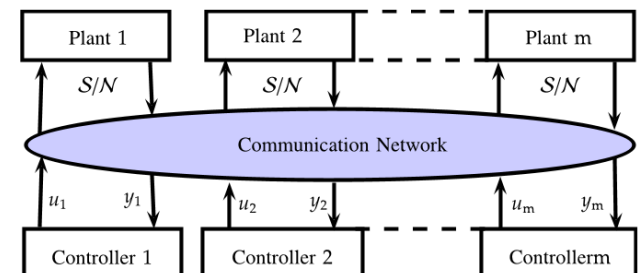 Plant 1 Plant 2 Plant m
S/N S/N S/N
Communication Network
u1 y1 u2 y2 um ym
Controller 1 Controller 2 Controllerm